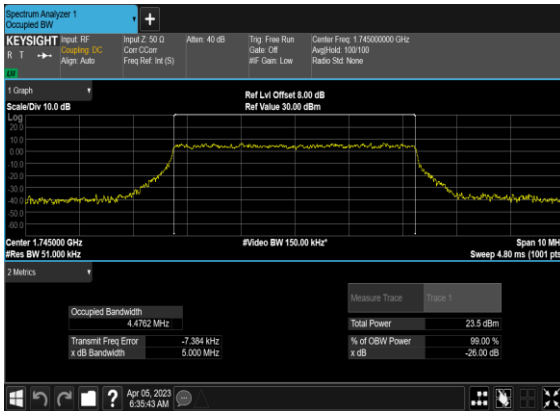 Spectrum Analyzer 1
Occupied BW
KEYSIGHT
R T
LW
Input: RF
Coupling: DC
Align: Auto
Input Z: 50 Ω
Corr CCorr
Freq Ref: Int (S)
Atten: 40 dB
Trig: Free Run
Gate: Off
#IF Gain: Low
Center Freq: 1.745000000 GHz
Avg|Hold: 100/100
Radio Std: None
1 Graph
Scale/Div 10.0 dB
Ref Lvl Offset 8.00 dB
Ref Value 30.00 dBm
Log
20.0
10.0
0.00
-10.0
-20.0
-30.0
-40.0
-50.0
-60.0
Center 1.745000 GHz
#Res BW 51.000 kHz
#Video BW 150.00 kHz*
Span 10 MH
Sweep 4.80 ms (1001 pts
2 Metrics
Measure Trace
Trace 1
Occupied Bandwidth
4.4762 MHz
Total Power
23.5 dBm
Transmit Freq Error
-7.384 kHz
% of OBW Power
99.00 %
x dB Bandwidth
5.000 MHz
x dB
-26.00 dB
Apr 05, 2023
6:35:43 AM